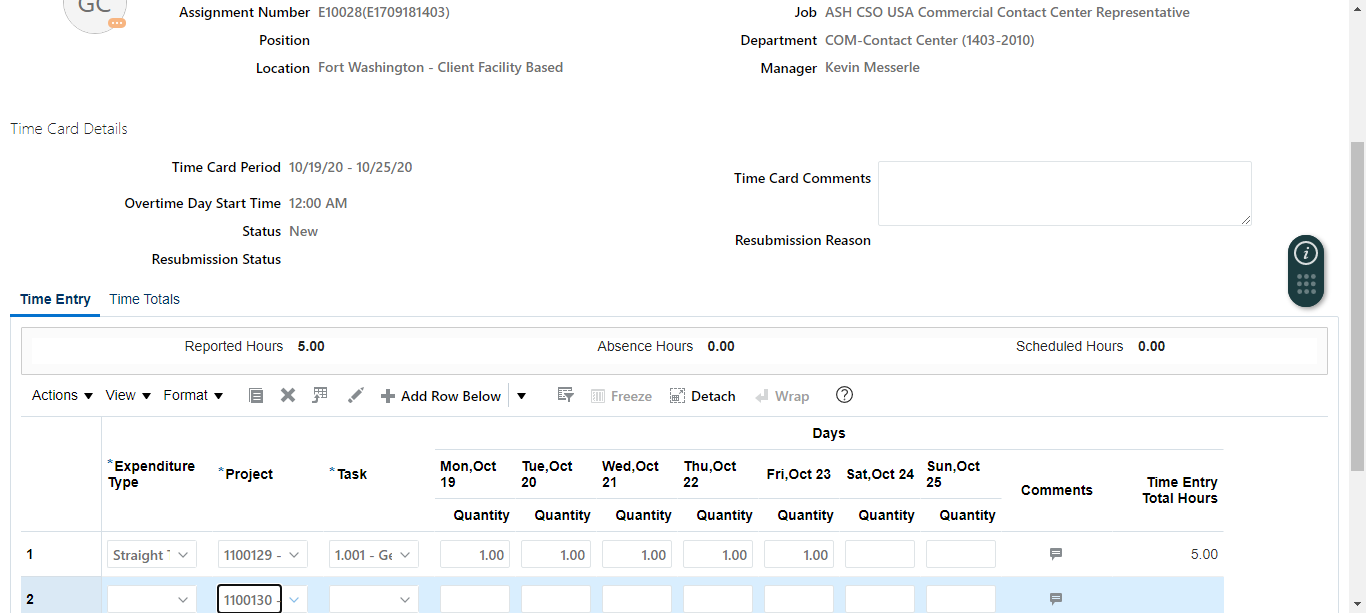 GC
Assignment Number E10028(E1709181403)
Job ASH CSO USA Commercial Contact Center Representative
Position
Department COM-Contact Center (1403-2010)
Location Fort Washington - Client Facility Based
Manager Kevin Messerle
Time Card Details
Time Card Period 10/19/20 - 10/25/20
Time Card Comments
Overtime Day Start Time 12:00 AM
Status New
Resubmission Reason
Resubmission Status
Time Entry Time Totals
Reported Hours 5.00 Absence Hours 0.00 Scheduled Hours 0.00
Actions View Format Add Row Below Freeze Detach Wrap
Days
*Expenditure Type *Project *Task Mon,Oct 19 Tue,Oct 20 Wed,Oct 21 Thu,Oct 22 Fri,Oct 23 Sat,Oct 24 Sun,Oct 25 Comments Time Entry Total Hours
Quantity Quantity Quantity Quantity Quantity Quantity Quantity
1 Straight 1100129 - 1.001 - Ge 1.00 1.00 1.00 1.00 1.00 5.00
2 1100130 -